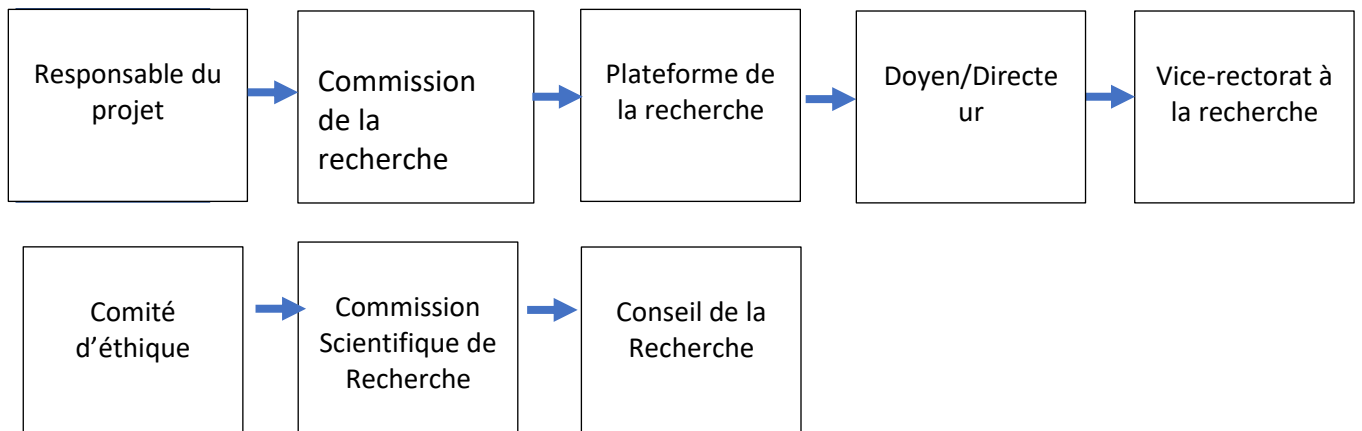 Responsable du
projet
Commission
de la
recherche
Plateforme de
la recherche
Doyen/Directe
ur
Vice-rectorat à
la recherche
Comité
d’éthique
Commission
Scientifique de
Recherche
Conseil de la
Recherche